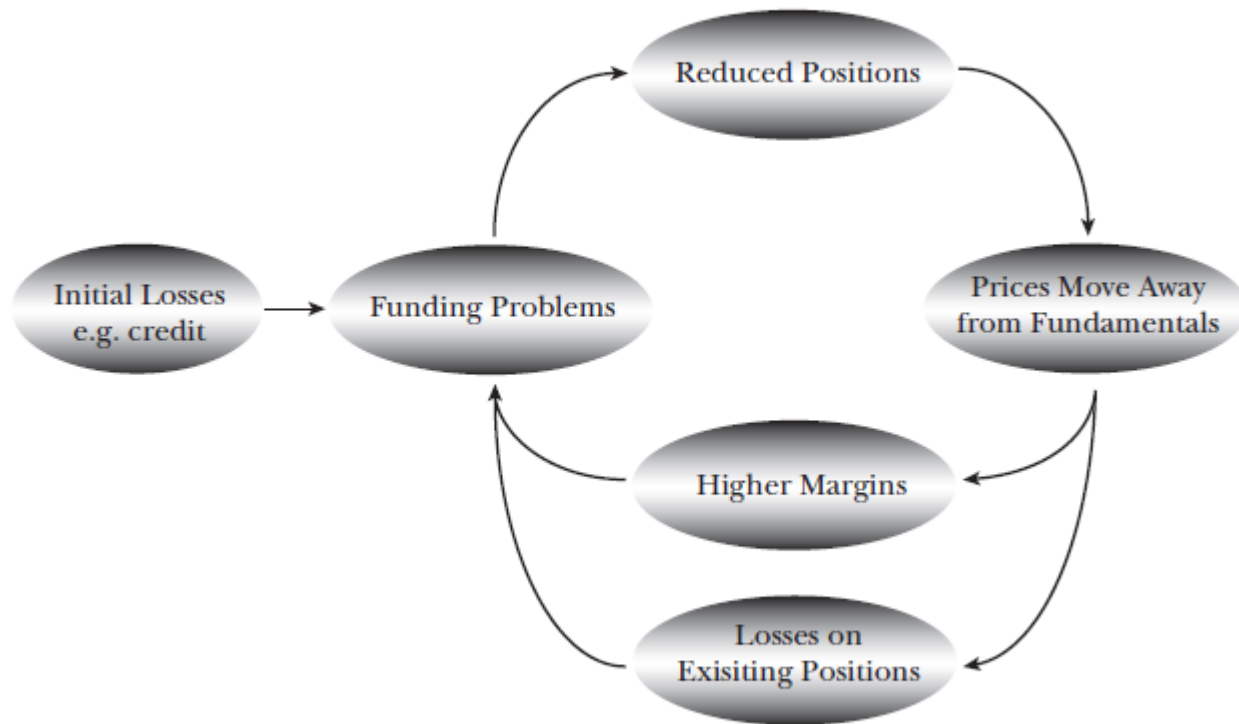 Reduced Positions
Initial Losses
e.g. credit
Funding Problems
Prices Move Away
from Fundamentals
Higher Margins
Losses on
Exisiting Positions